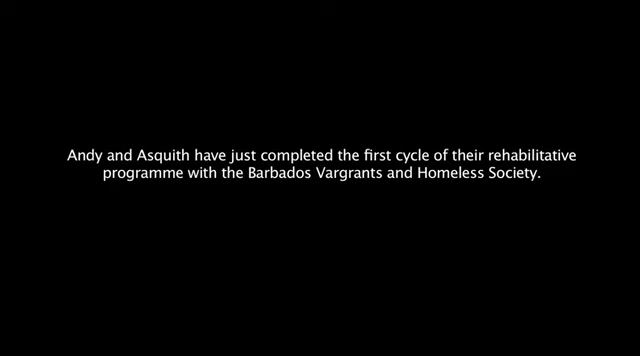 Andy and Asquith have just completed the first cycle of their rehabilitative
programme with the Barbados Vargrants and Homeless Society.